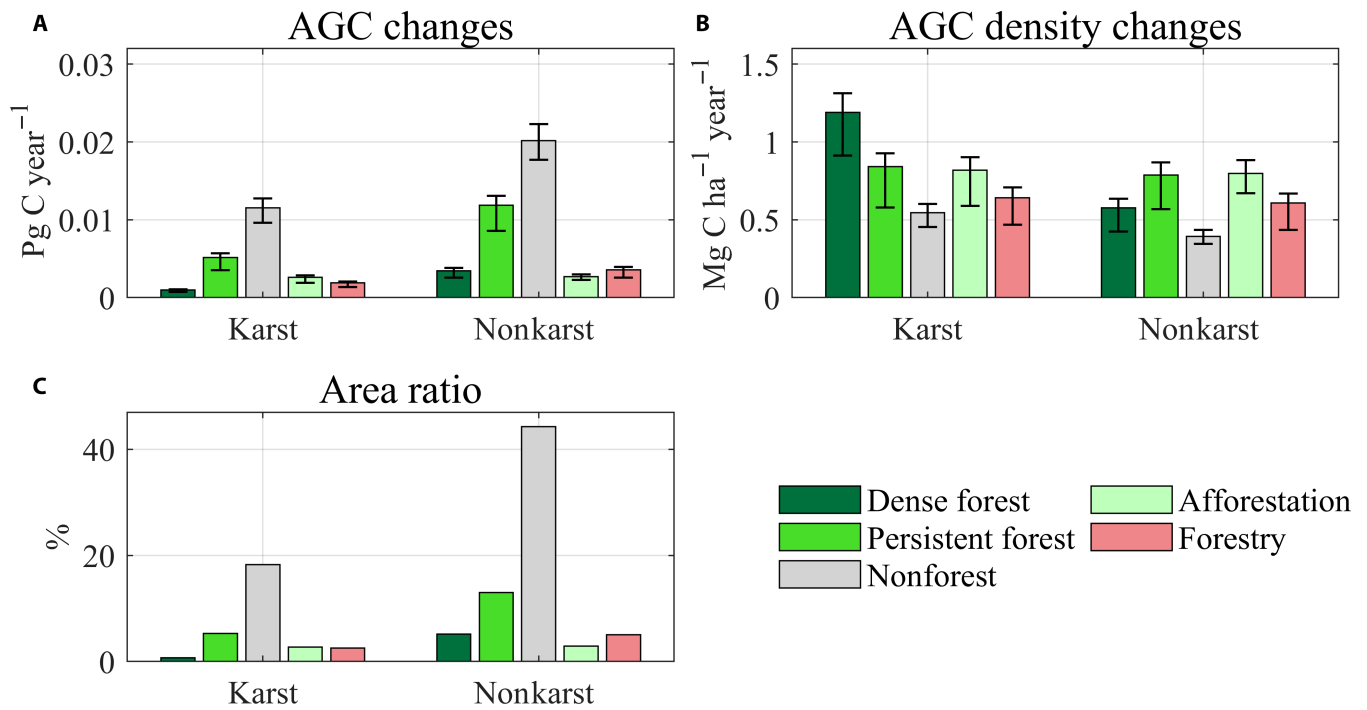 A
AGC changes
Pg C year⁻¹
0.03
0.02
0.01
0
Karst
Nonkarst
B
AGC density changes
Mg C ha⁻¹ year⁻¹
1.5
1
0.5
0
Karst
Nonkarst
C
Area ratio
%
40
20
0
Karst
Nonkarst
Dense forest
Persistent forest
Nonforest
Afforestation
Forestry